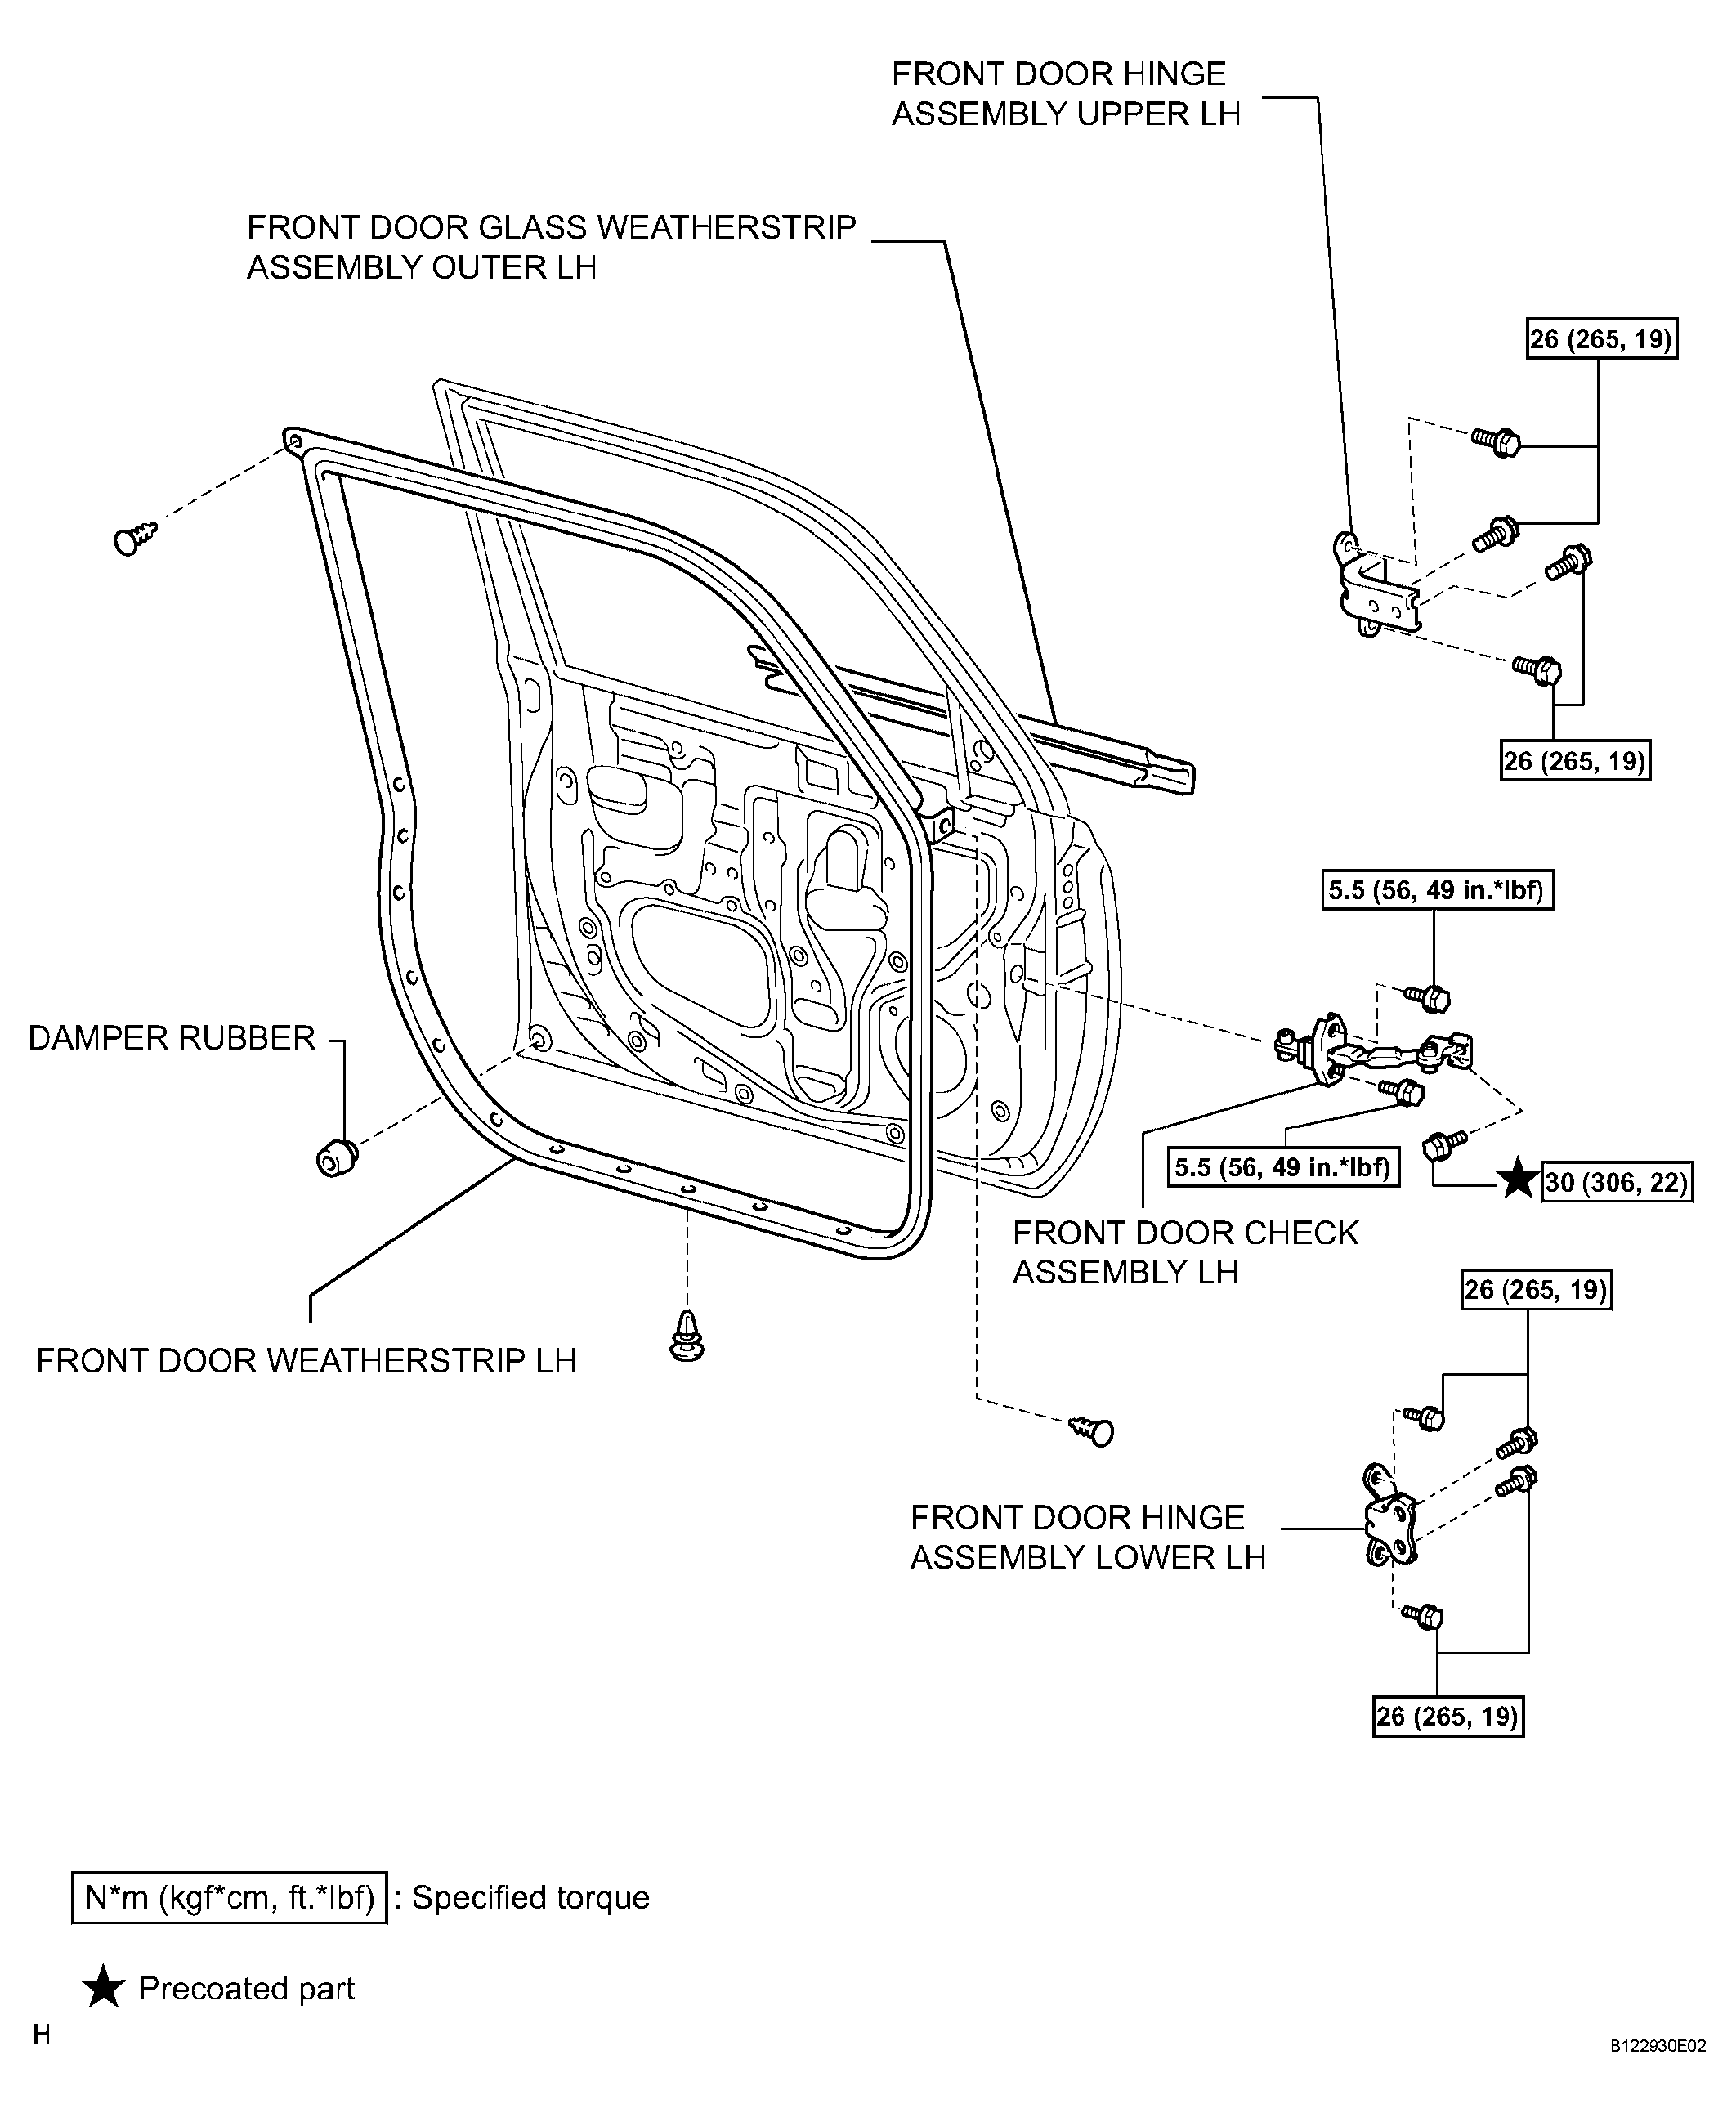 FRONT DOOR HINGE
ASSEMBLY UPPER LH
FRONT DOOR GLASS WEATHERSTRIP
ASSEMBLY OUTER LH
26 (265, 19)
26 (265, 19)
5.5 (56, 49 in.*lbf)
DAMPER RUBBER
5.5 (56, 49 in.*lbf)
30 (306, 22)
FRONT DOOR CHECK
ASSEMBLY LH
26 (265, 19)
FRONT DOOR WEATHERSTRIP LH
FRONT DOOR HINGE
ASSEMBLY LOWER LH
26 (265, 19)
N*m (kgf*cm, ft.*lbf) : Specified torque
★ Precoated part
H
B122930E02